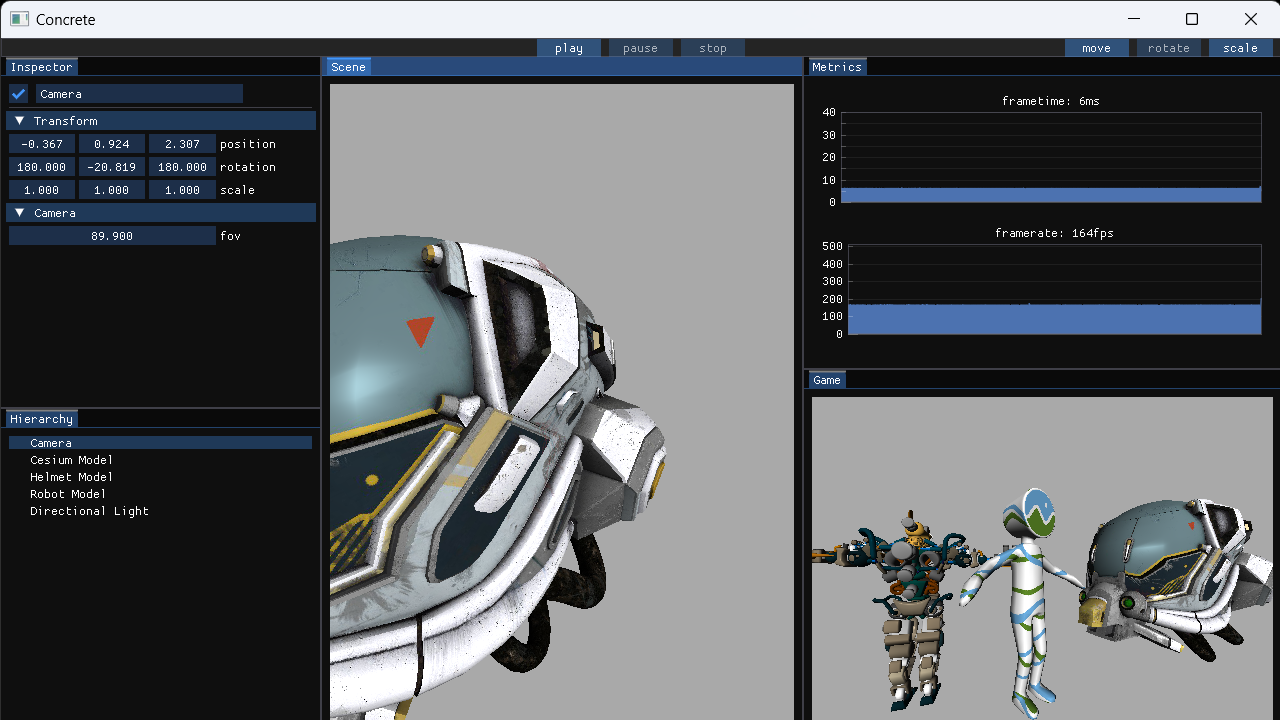 Concrete
play pause stop move rotate scale
Inspector
Camera
Transform
-0.367 0.924 2.307 position
180.000 -20.819 180.000 rotation
1.000 1.000 1.000 scale
Camera
89.900 fov
Hierarchy
Camera
Cesium Model
Helmet Model
Robot Model
Directional Light
Scene
Metrics
frametime: 6ms
40
30
20
10
0
framerate: 164fps
500
400
300
200
100
0
Game